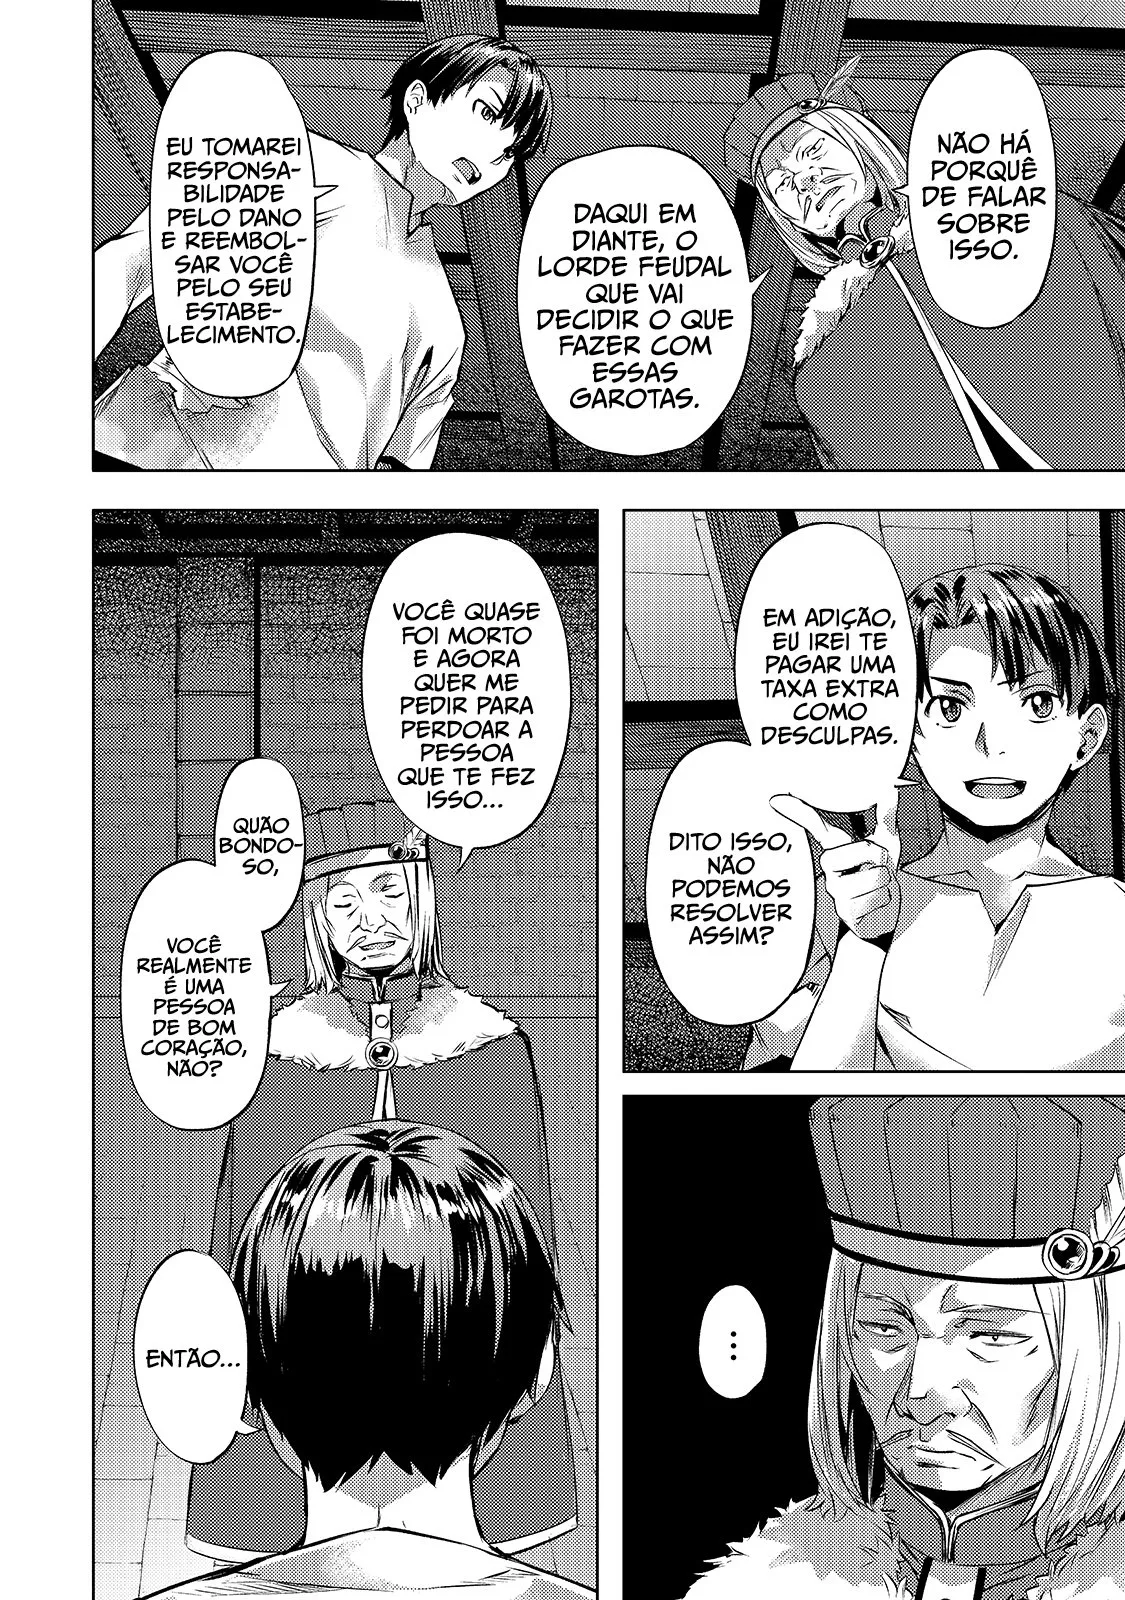 NÃO HÁ
PORQUÊ
DE FALAR
SOBRE
ISSO.
DAQUI EM
DIANTE, O
LORDE FEUDAL
QUE VAI
DECIDIR O QUE
FAZER COM
ESSAS
GAROTAS.
EU TOMAREI
RESPONSA-
BILIDADE
PELO DANO
E REEMBOL-
SAR VOCÊ
PELO SEU
ESTABE-
LECIMENTO.
EM ADIÇÃO,
EU IREI TE
PAGAR UMA
TAXA EXTRA
COMO
DESCULPAS.
DITO ISSO,
NÃO
PODEMOS
RESOLVER
ASSIM?
...
VOCÊ QUASE
FOI MORTO
E AGORA
QUER ME
PEDIR PARA
PERDOAR A
PESSOA
QUE TE FEZ
ISSO...
QUÃO
BONDO-
SO,
VOCÊ
REALMENTE
É UMA
PESSOA
DE BOM
CORAÇÃO,
NÃO?
ENTÃO...